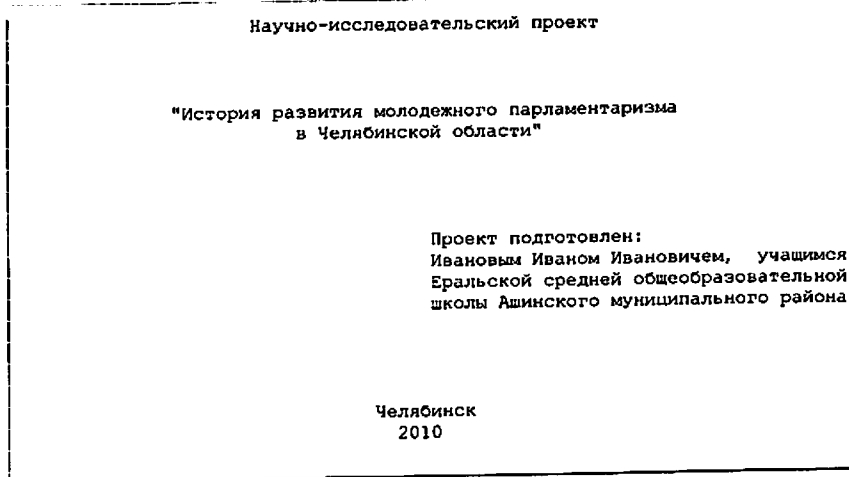 Научно-исследовательский проект
"История развития молодежного парламентаризма
в Челябинской области"
Проект подготовлен:
Ивановым Иваном Ивановичем, учащимся
Еральской средней общеобразовательной
школы Ашинского муниципального района
Челябинск
2010